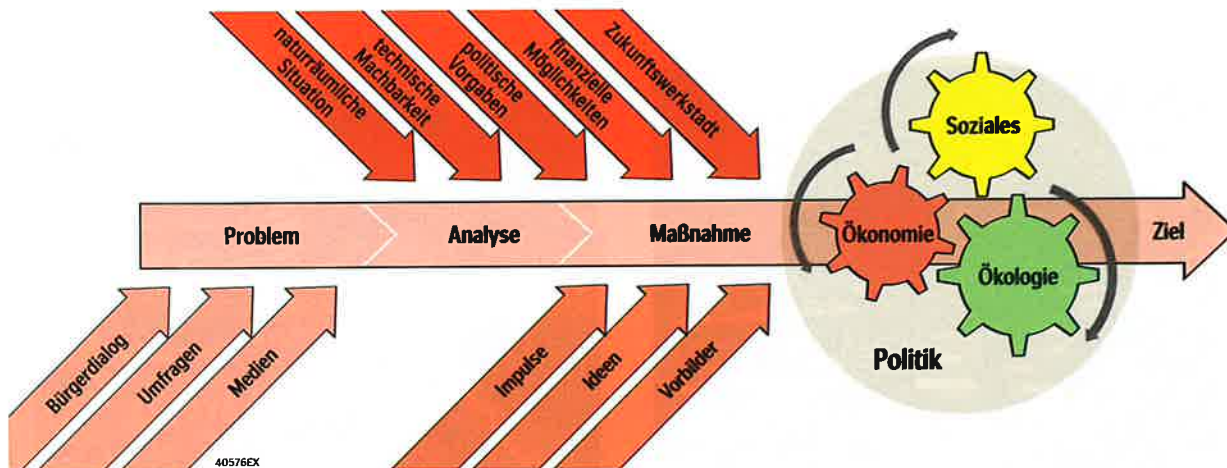 naturräumliche
Situation
technische
Machbarkeit
politische
Vorgaben
finanzielle
Möglichkeiten
Zukunftswerkstadt
Problem
Analyse
Maßnahme
Ökonomie
Soziales
Ökologie
Politik
Ziel
Bürgerdialog
Umfragen
Medien
Impulse
Ideen
Vorbilder
40576EX